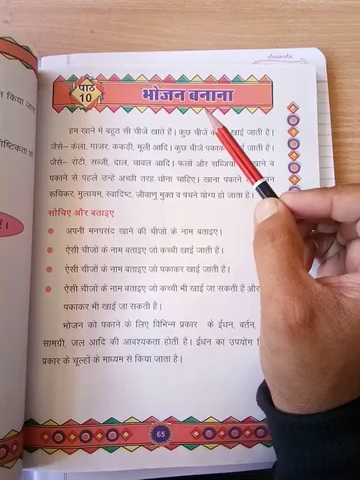 पाठ
10
भोजन बनाना
हम खाने में बहुत सी चीजें खाते हैं। कुछ चीजें खाई जाती है।
जैसे– केला, गाजर, ककड़ी, मूली आदि। कुछ चीजें पकाकर जाती है।
जैसे– रोटी, सब्जी, दाल, चावल आदि। फलों और सब्जियों खाने व
पकाने से पहले उन्हें अच्छी तरह धोना चाहिए। खाना पकाने से
रूचिकर, मुलायम, स्वादिष्ट, जीवाणु मुक्त व पचने योग्य हो जाता है।
सोचिए और बताइए
अपनी मनपसंद खाने की चीजों के नाम बताइए।
ऐसी चीजों के नाम बताइए जो कच्ची खाई जाती हैं।
ऐसी चीजों के नाम बताइए जो पकाकर खाई जाती हैं।
ऐसी चीजों के नाम बताइए जो कच्ची भी खाई जा सकती हैं और
पकाकर भी खाई जा सकती है।
भोजन को पकाने के लिए विभिन्न प्रकार के ईंधन, बर्तन,
सामग्री, जल आदि की आवश्यकता होती है। ईंधन का उपयोग
प्रकार के चूल्हों के माध्यम से किया जाता है।
65